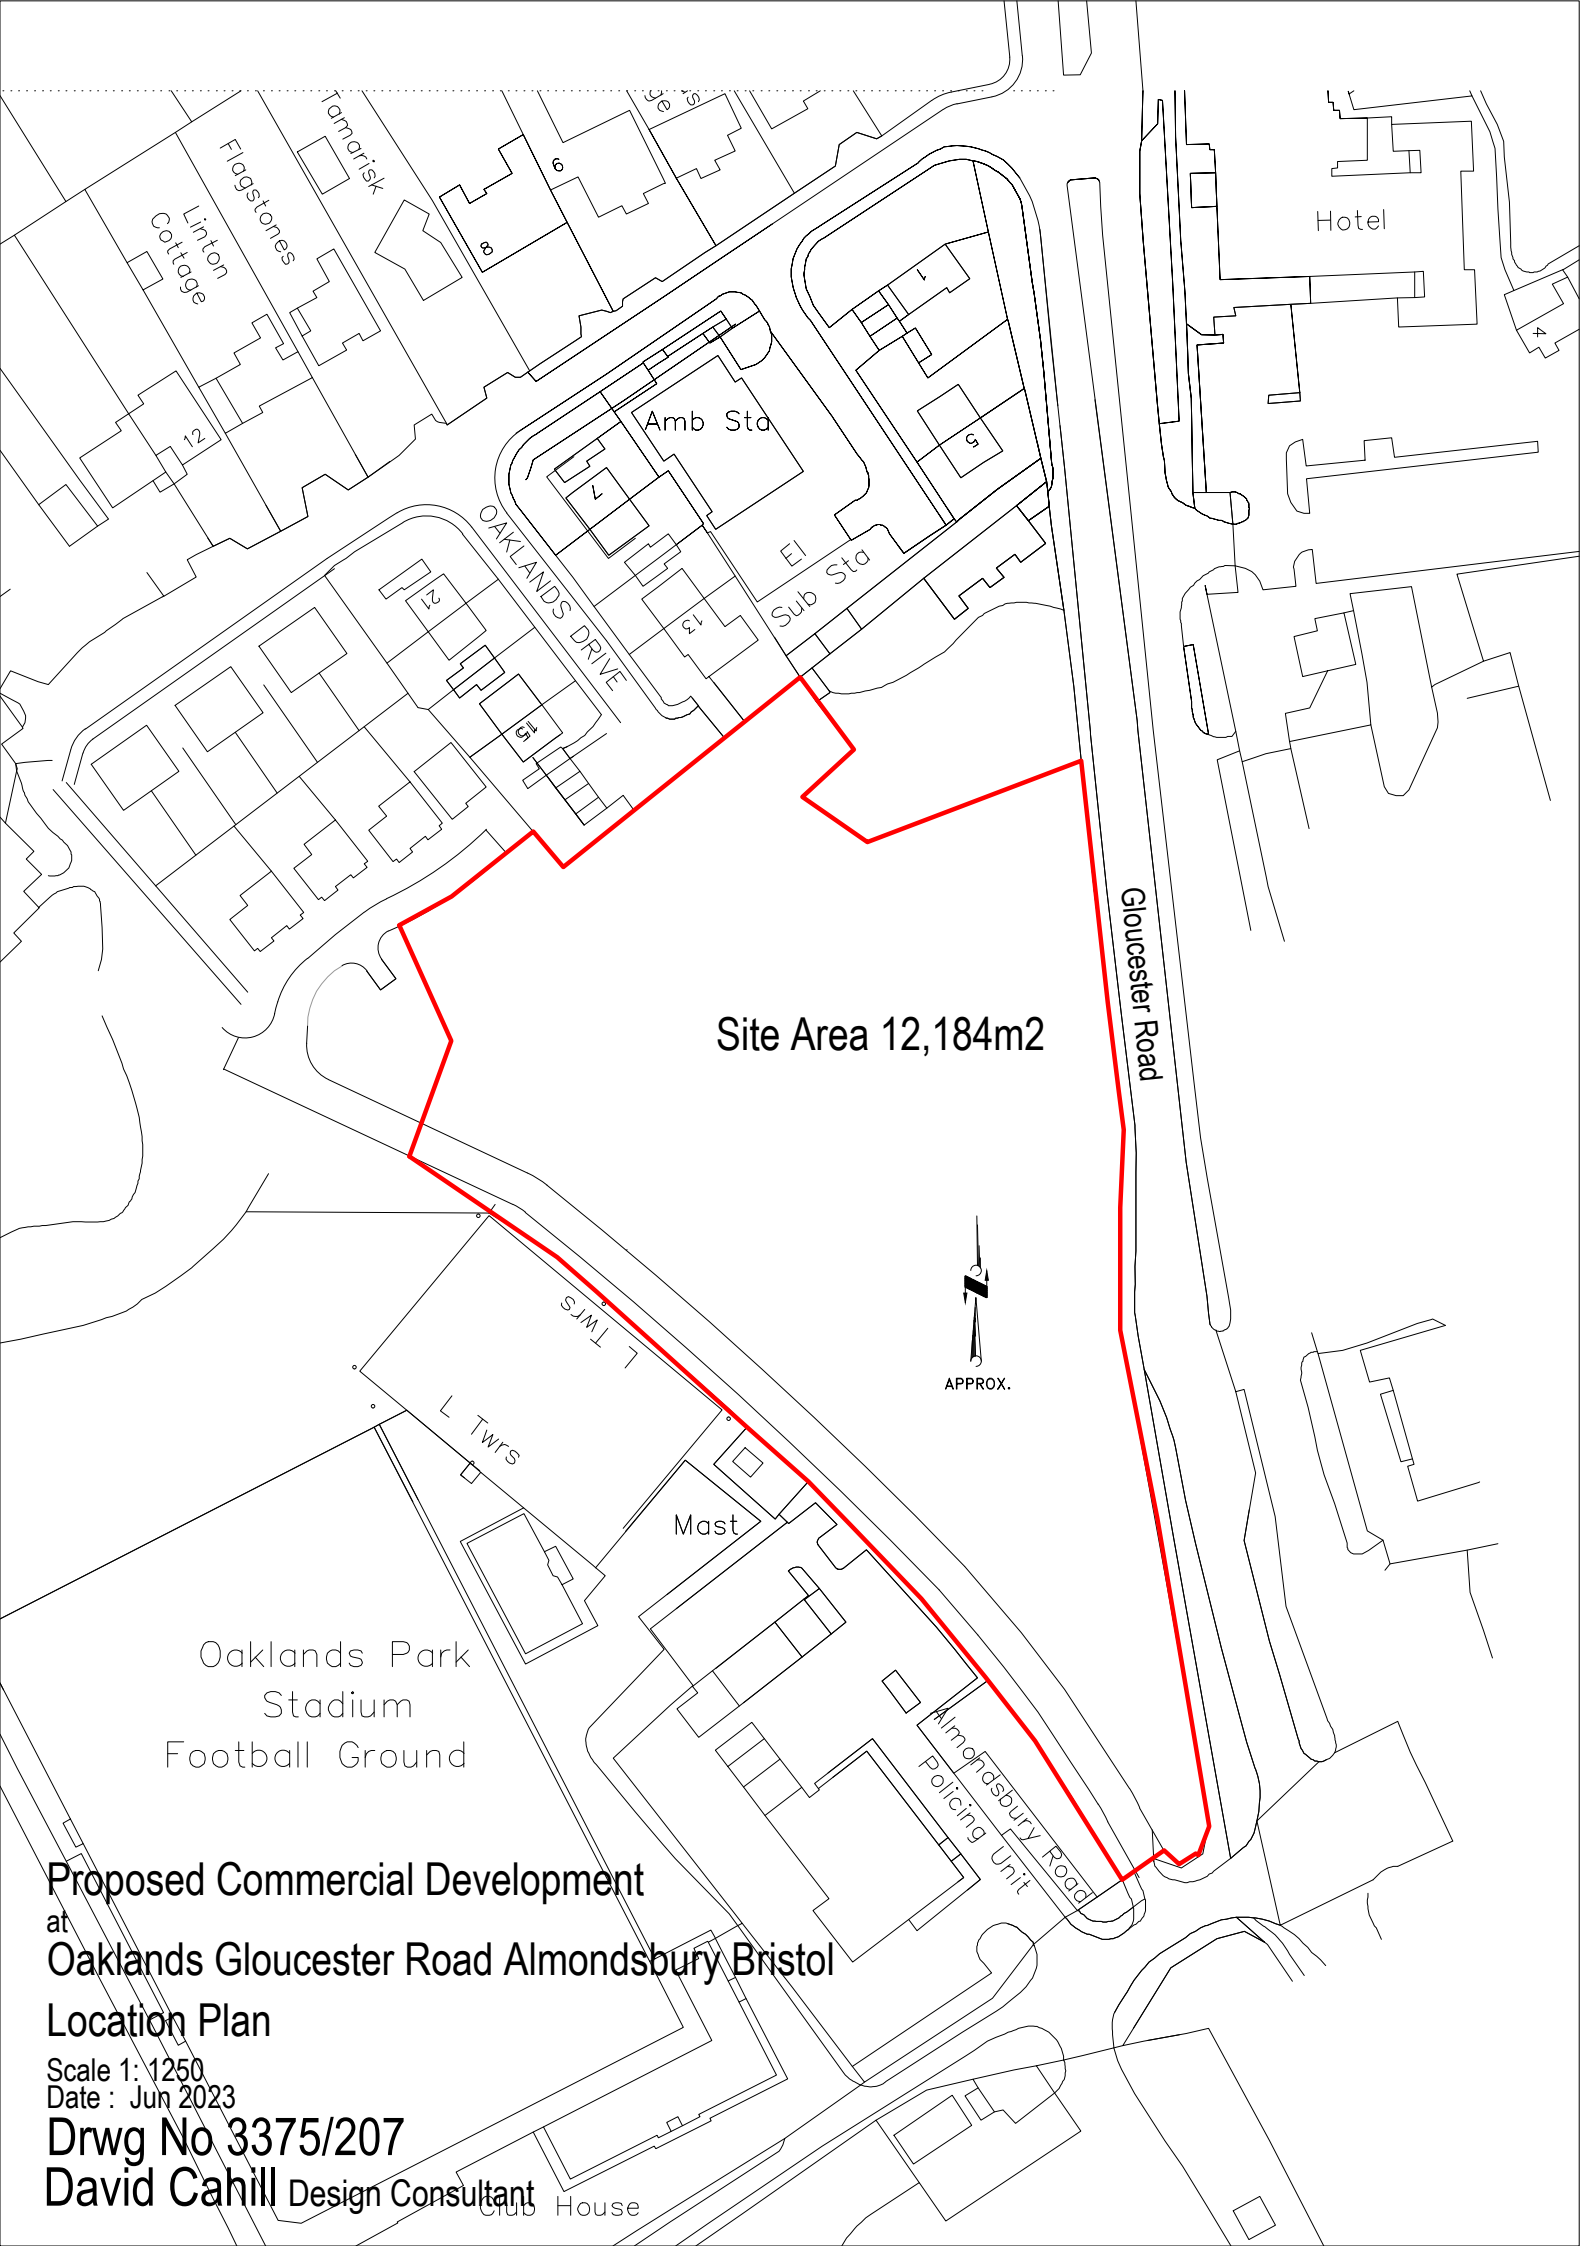 Tamarisk
Flagstones
Linton
Cottage
9
8
12
Hotel
1
4
5
Amb Sta
7
El
Sub Sta
OAKLANDS DRIVE
13
21
15
Gloucester Road
Site Area 12,184m2
APPROX.
L Twrs
L Twrs
Mast
Oaklands Park
Stadium
Football Ground
Almondsbury Road
Policing Unit
Proposed Commercial Development
at
Oaklands Gloucester Road Almondsbury Bristol
Location Plan
Scale 1: 1250
Date : Jun 2023
Drwg No 3375/207
David Cahill Design Consultant
Club House